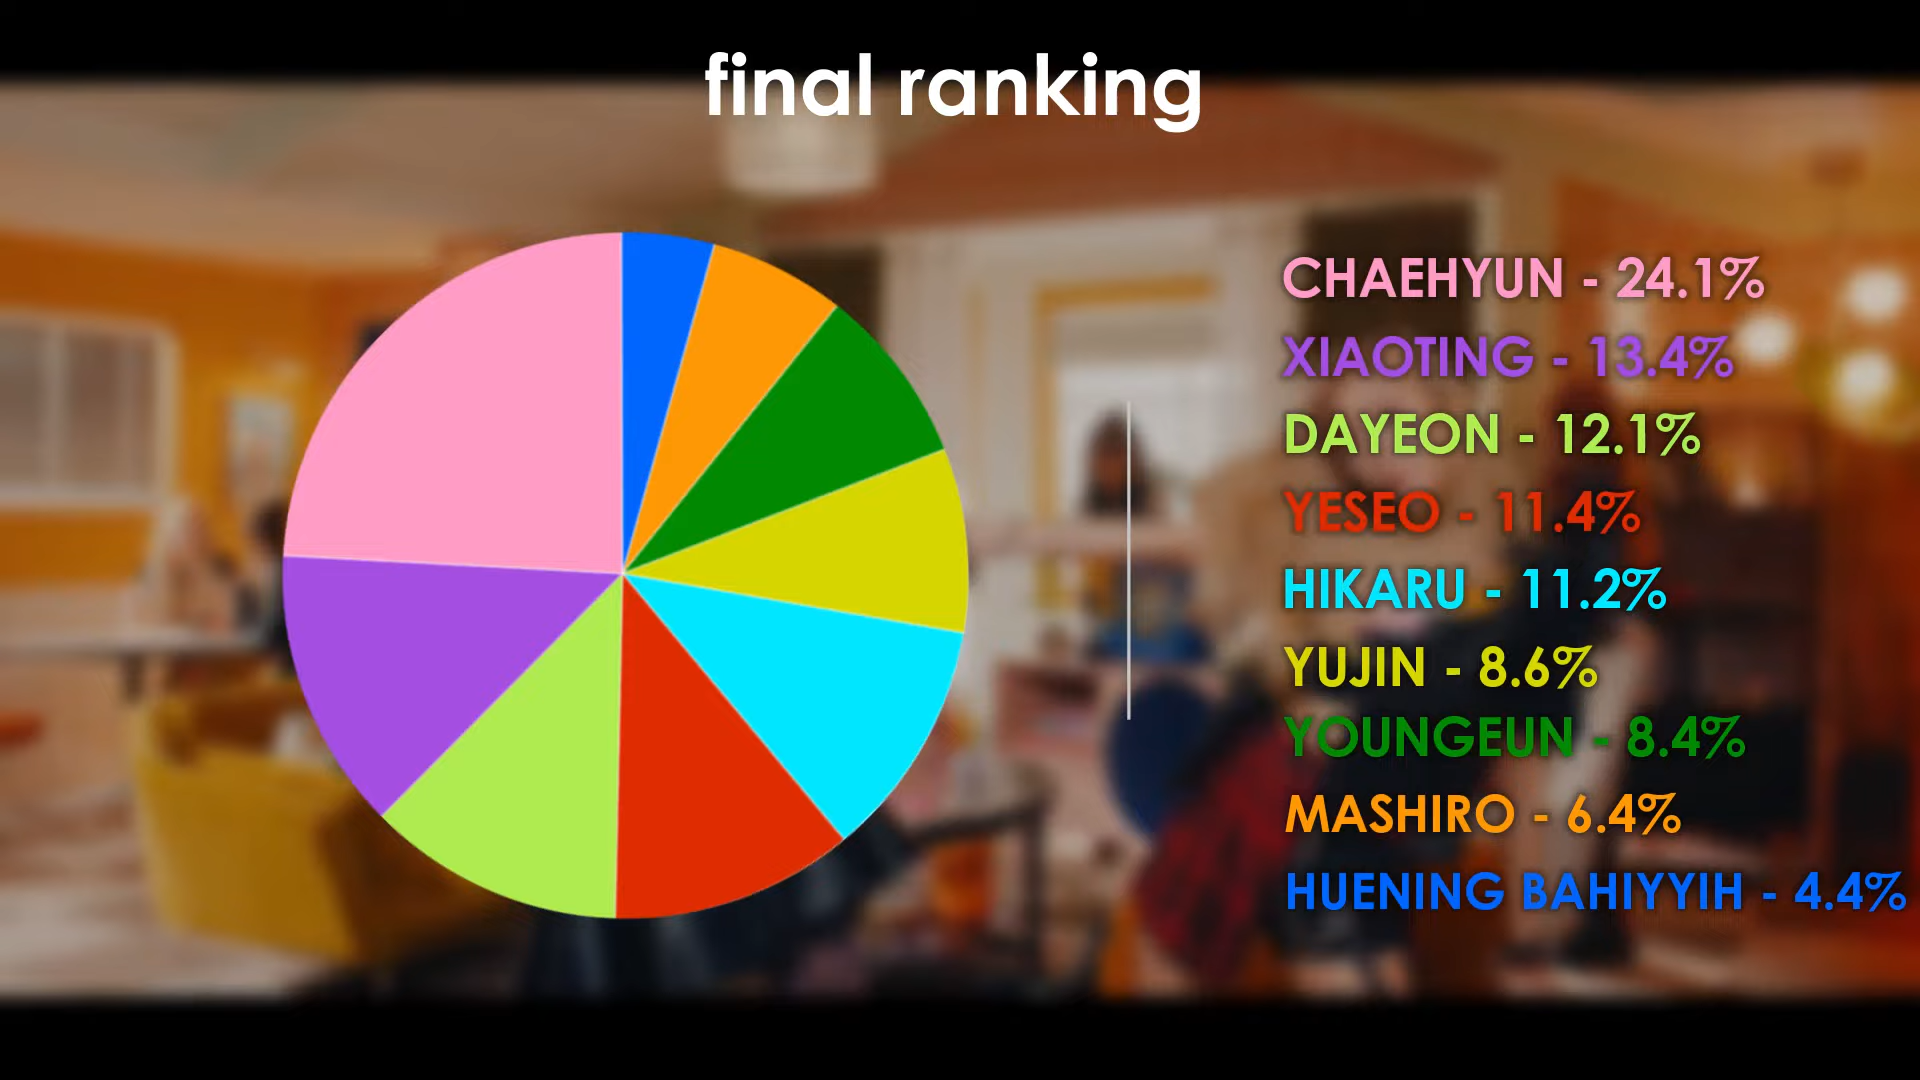 final ranking
CHAEHYUN - 24.1%
XIAOTING - 13.4%
DAYEON - 12.1%
YESEO - 11.4%
HIKARU - 11.2%
YUJIN - 8.6%
YOUNGEUN - 8.4%
MASHIRO - 6.4%
HUENING BAHIYYIH - 4.4%